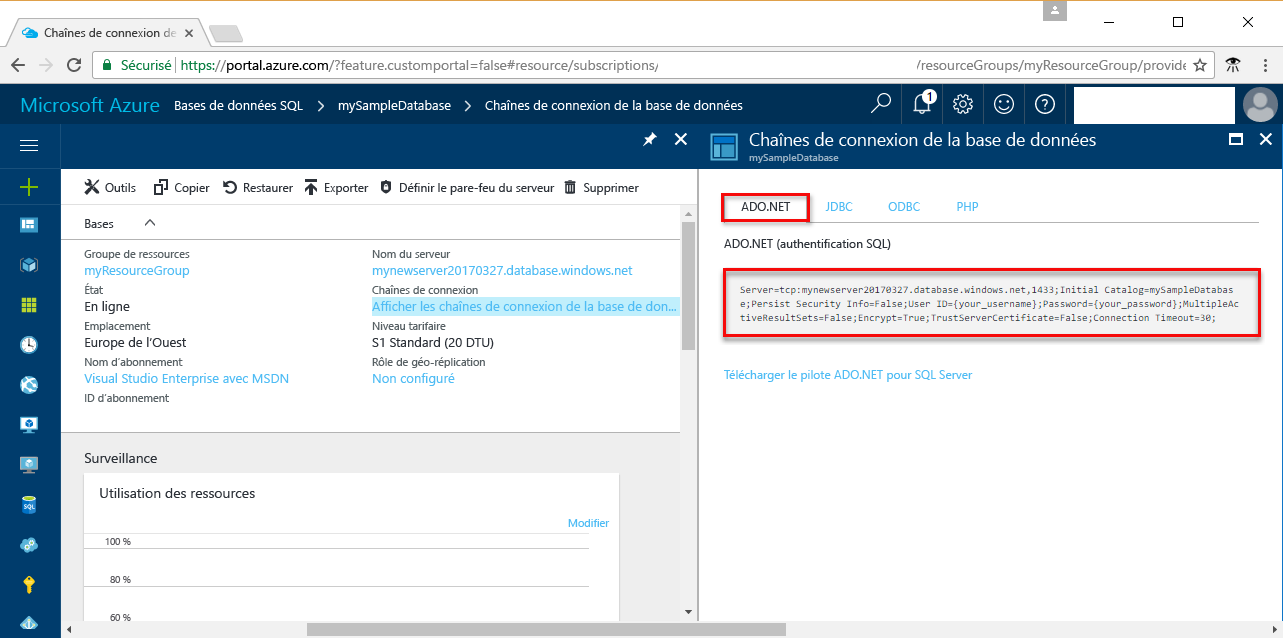 Chaînes de connexion de
Sécurisé https://portal.azure.com/?feature.customportal=false#resource/subscriptions/ /resourceGroups/myResourceGroup/provide
Microsoft Azure Bases de données SQL > mySampleDatabase > Chaînes de connexion de la base de données 1
Chaînes de connexion de la base de données
mySampleDatabase
Outils Copier Restaurer Exporter Définir le pare-feu du serveur Supprimer
Bases
Groupe de ressources
myResourceGroup
État
En ligne
Emplacement
Europe de l’Ouest
Nom d’abonnement
Visual Studio Enterprise avec MSDN
ID d’abonnement
Nom du serveur
mynewserver20170327.database.windows.net
Chaînes de connexion
Afficher les chaînes de connexion de la base de don...
Niveau tarifaire
S1 Standard (20 DTU)
Rôle de géo-réplication
Non configuré
Surveillance
Utilisation des ressources
Modifier
100 %
80 %
60 %
SQL
ADO.NET JDBC ODBC PHP
ADO.NET (authentification SQL)
Server=tcp:mynewserver20170327.database.windows.net,1433;Initial Catalog=mySampleDatabas
e;Persist Security Info=False;User ID={your_username};Password={your_password};MultipleAc
tiveResultSets=False;Encrypt=True;TrustServerCertificate=False;Connection Timeout=30;
Télécharger le pilote ADO.NET pour SQL Server